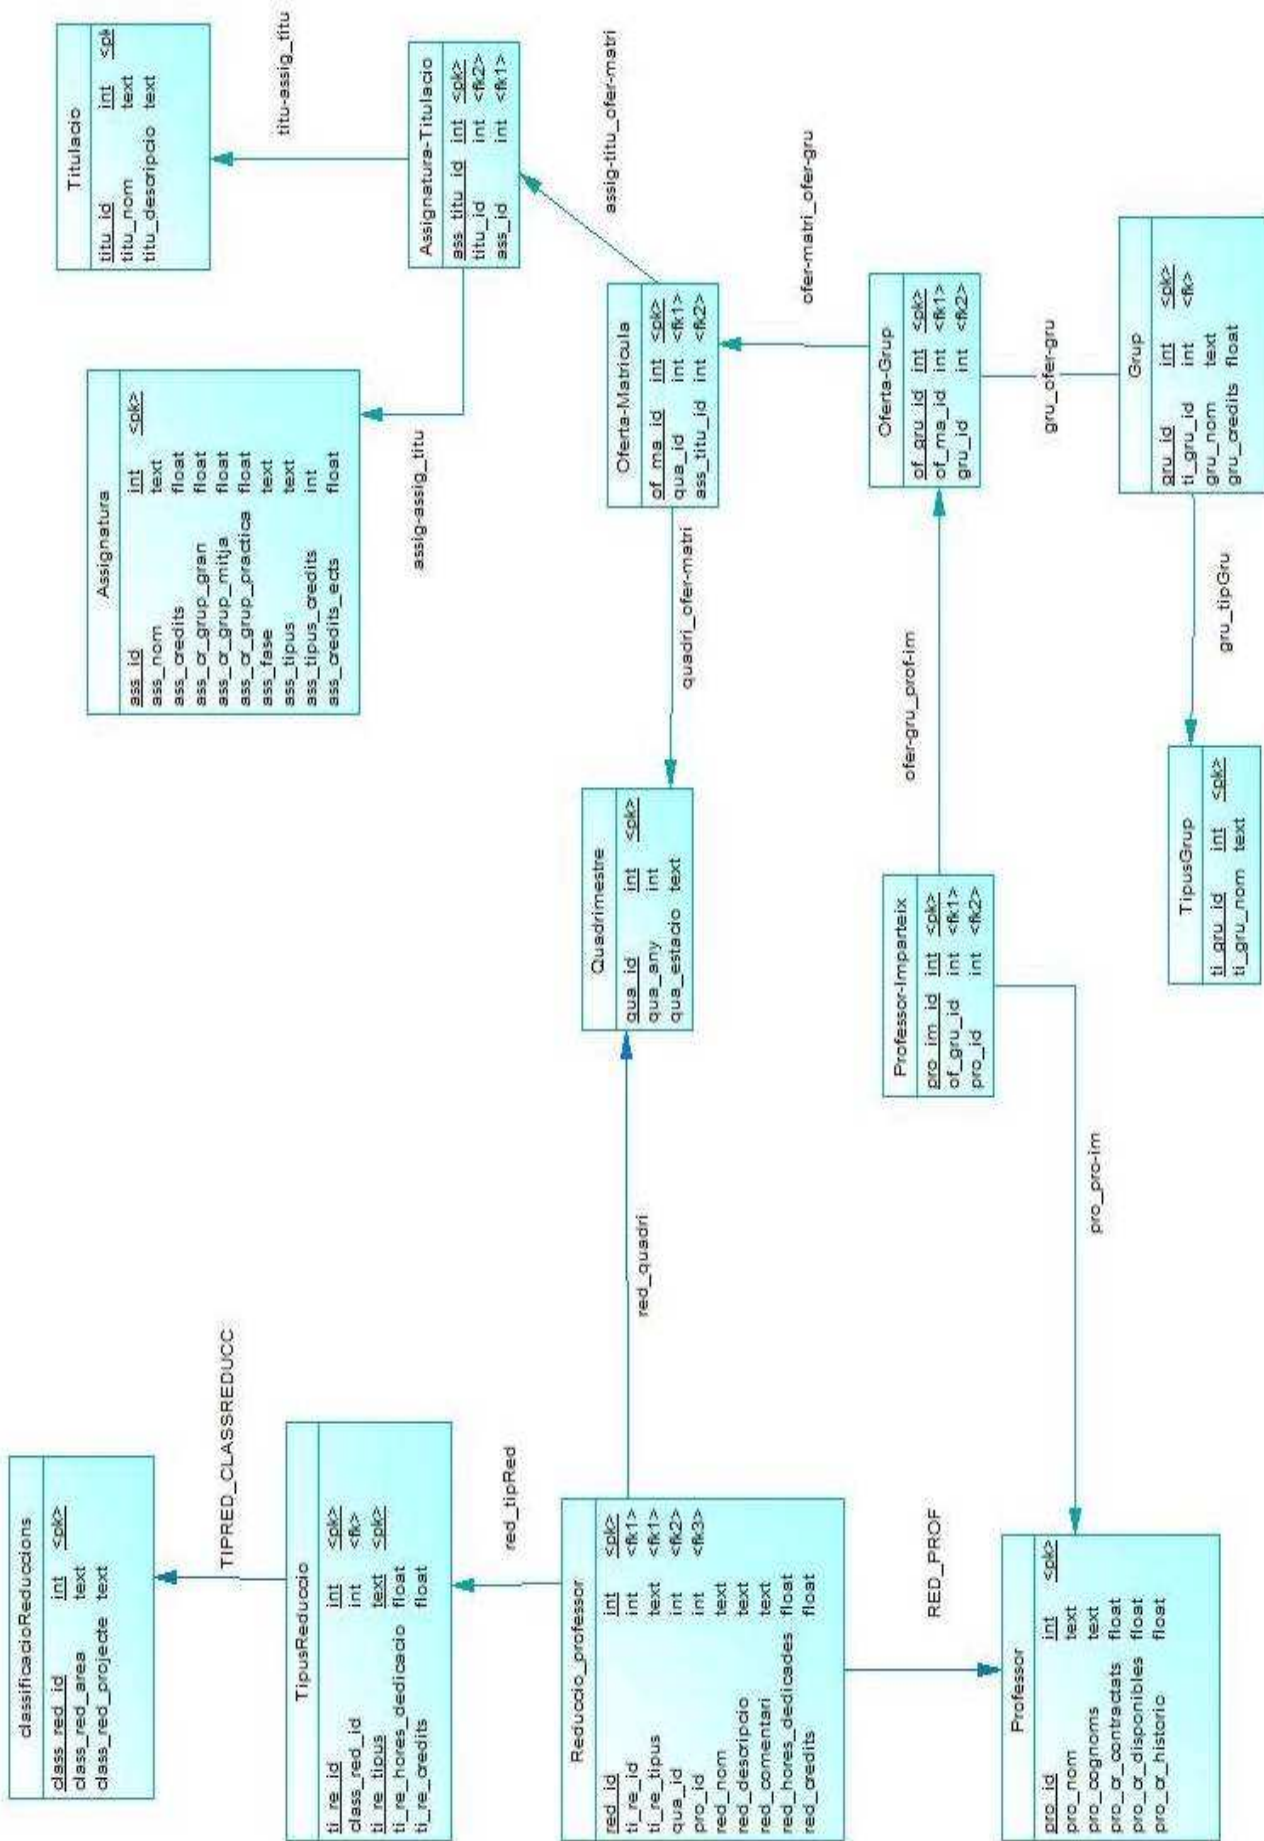 classificacioReduccions
class_red_id int <pk>
class_red_area text
class_red_projecte text
TIPRED_CLASSREDUCC
TipusReduccio
ti_re_id int <pk>
class_red_id int <fk>
ti_re_tipus text <pk>
ti_re_hores_dedicacio float
ti_re_credits float
red_tipRed
Reduccio_professor
red_id int <pk>
ti_re_id int <fk1>
ti_re_tipus text <fk1>
qua_id int <fk2>
pro_id int <fk3>
red_nom text
red_descripcio text
red_comentari text
red_hores_dedicades float
red_credits float
RED_PROF
Professor
pro_id int <pk>
pro_nom text
pro_cognoms text
pro_cr_contractats float
pro_cr_disponibles float
pro_cr_historic float
red_quadri
pro_pro-im
Quadrimestre
qua_id int <pk>
qua_any int
qua_estacio text
Professor-Imparteix
pro_im_id int <pk>
of_gru_id int <fk1>
pro_id int <fk2>
TipusGrup
ti_gru_id int <pk>
ti_gru_nom text
quadri_ofer-matri
ofer-gru_prof-im
gru_tipGru
Assignatura
ass_id int <pk>
ass_nom text
ass_credits float
ass_cr_grup_gran float
ass_cr_grup_mitja float
ass_cr_grup_practica float
ass_fase text
ass_tipus text
ass_tipus_credits int
ass_credits_ects float
assig-assig_titu
Oferta-Matricula
of_ma_id int <pk>
qua_id int <fk1>
ass_titu_id int <fk2>
ofer-matri_ofer-gru
Oferta-Grup
of_gru_id int <pk>
of_ma_id int <fk1>
gru_id int <fk2>
gru_ofer-gru
Grup
gru_id int <pk>
ti_gru_id int <fk>
gru_nom text
gru_credits float
Titulacio
titu_id int <pk
titu_nom text
titu_descripcio text
titu-assig_titu
Assignatura-Titulacio
ass_titu_id int <pk>
titu_id int <fk2>
ass_id int <fk1>
assig-titu_ofer-matri